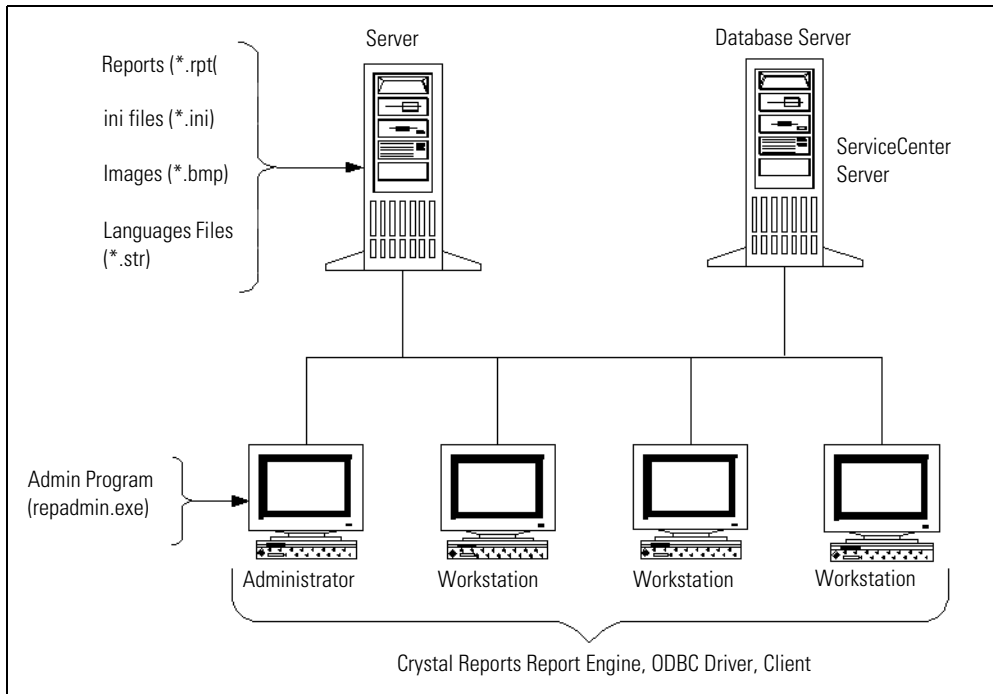 Server
Database Server
Reports (*.rpt(
ini files (*.ini)
Images (*.bmp)
Languages Files
(*.str)
ServiceCenter
Server
Admin Program
(repadmin.exe)
Administrator
Workstation
Workstation
Workstation
Crystal Reports Report Engine, ODBC Driver, Client